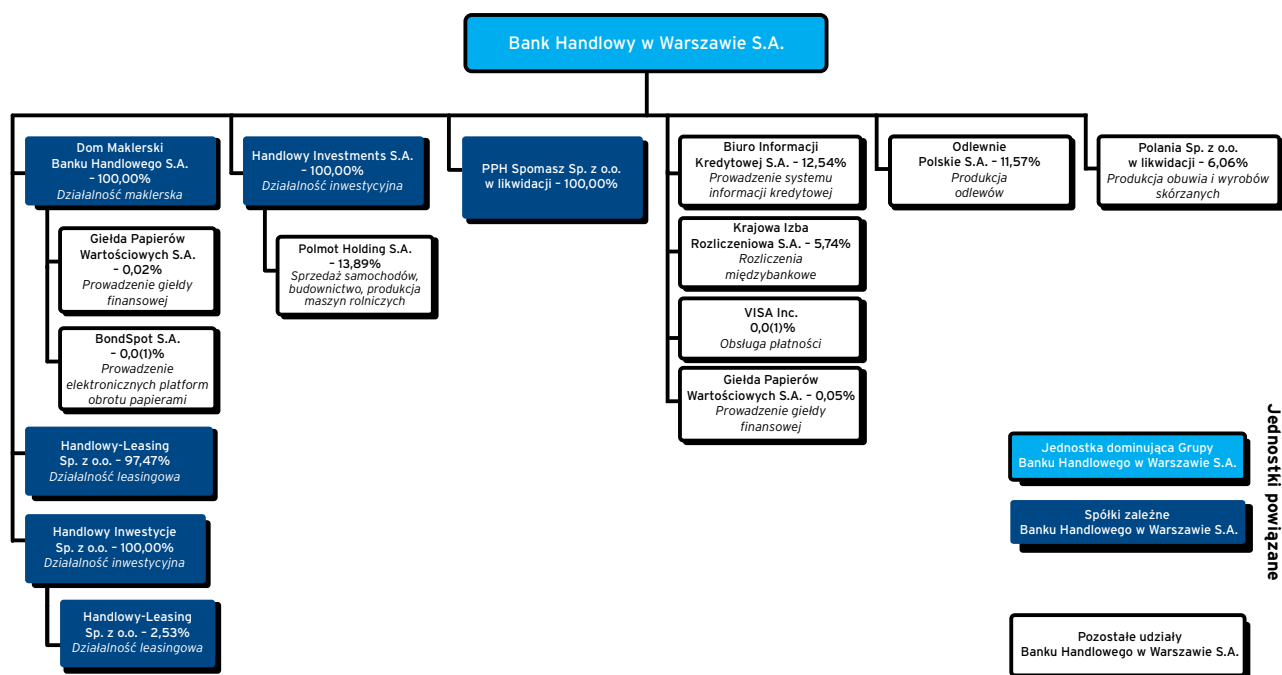 Bank Handlowy w Warszawie S.A.
Dom Maklerski
Banku Handlowego S.A.
– 100,00%
Działalność maklerska
Giełda Papierów
Wartościowych S.A.
– 0,02%
Prowadzenie giełdy
finansowej
BondSpot S.A.
– 0,0(1)%
Prowadzenie
elektronicznych platform
obrotu papierami
Handlowy-Leasing
Sp. z o.o. – 97,47%
Działalność leasingowa
Handlowy Inwestycje
Sp. z o.o. – 100,00%
Działalność inwestycyjna
Handlowy-Leasing
Sp. z o.o. – 2,53%
Działalność leasingowa
Handlowy Investments S.A.
– 100,00%
Działalność inwestycyjna
Polmot Holding S.A.
– 13,89%
Sprzedaż samochodów,
budownictwo, produkcja
maszyn rolniczych
PPH Spomasz Sp. z o.o.
w likwidacji – 100,00%
Biuro Informacji
Kredytowej S.A. – 12,54%
Prowadzenie systemu
informacji kredytowej
Krajowa Izba
Rozliczeniowa S.A. – 5,74%
Rozliczenia
międzybankowe
VISA Inc.
0,0(1)%
Obsługa płatności
Giełda Papierów
Wartościowych S.A. – 0,05%
Prowadzenie giełdy
finansowej
Odlewnie
Polskie S.A. – 11,57%
Produkcja
odlewów
Polania Sp. z o.o.
w likwidacji – 6,06%
Produkcja obuwia i wyrobów
skórzanych
Jednostka dominująca Grupy
Banku Handlowego w Warszawie S.A.
Spółki zależne
Banku Handlowego w Warszawie S.A.
Pozostałe udziały
Banku Handlowego w Warszawie S.A.
Jednostki powiązane